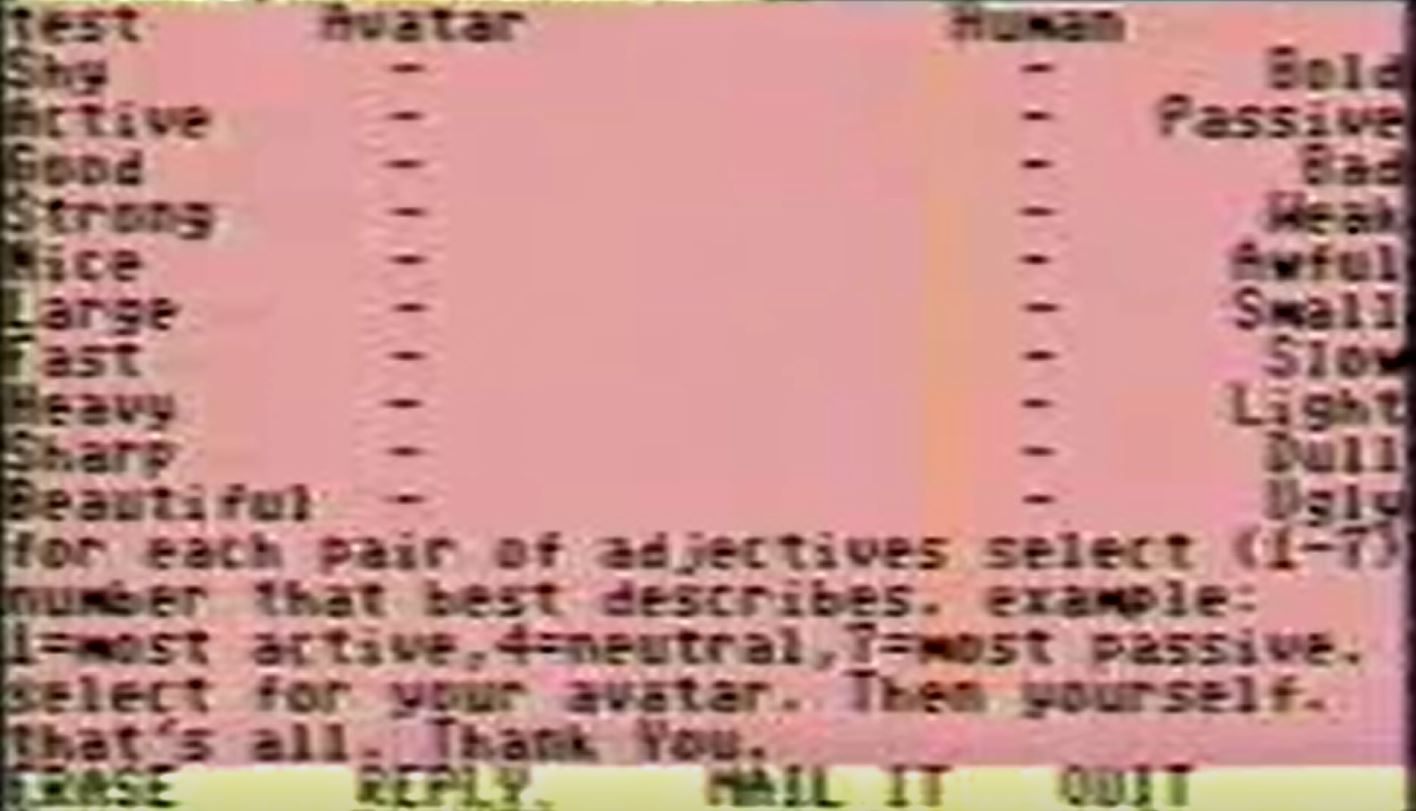 Test Avatar Human
Shy - - Bold
Active - - Passive
Good - - Bad
Strong - - Weak
Nice - - Awful
Large - - Small
Fast - - Slow
Heavy - - Light
Sharp - - Dull
Beautiful - - Ugly
for each pair of adjectives select (1-7)
number that best describes. example:
1=most active,4=neutral,7=most passive.
select for your avatar. Then yourself.
that's all. Thank You.
ERASE REPLY. MAIL IT QUIT